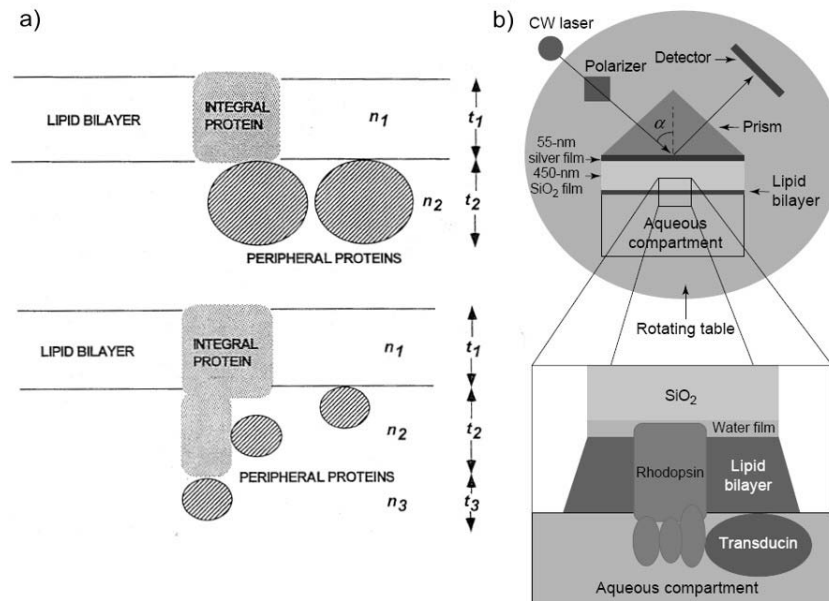 a)
LIPID BILAYER
INTEGRAL
PROTEIN
n1
t1
n2
t2
PERIPHERAL PROTEINS
LIPID BILAYER
INTEGRAL
PROTEIN
n1
t1
n2
t2
PERIPHERAL PROTEINS
n3
t3
b)
CW laser
Polarizer
Detector
α
Prism
55-nm
silver film
450-nm
SiO2 film
Lipid
bilayer
Aqueous
compartment
Rotating table
SiO2
Water film
Rhodopsin
Lipid
bilayer
Transducin
Aqueous compartment